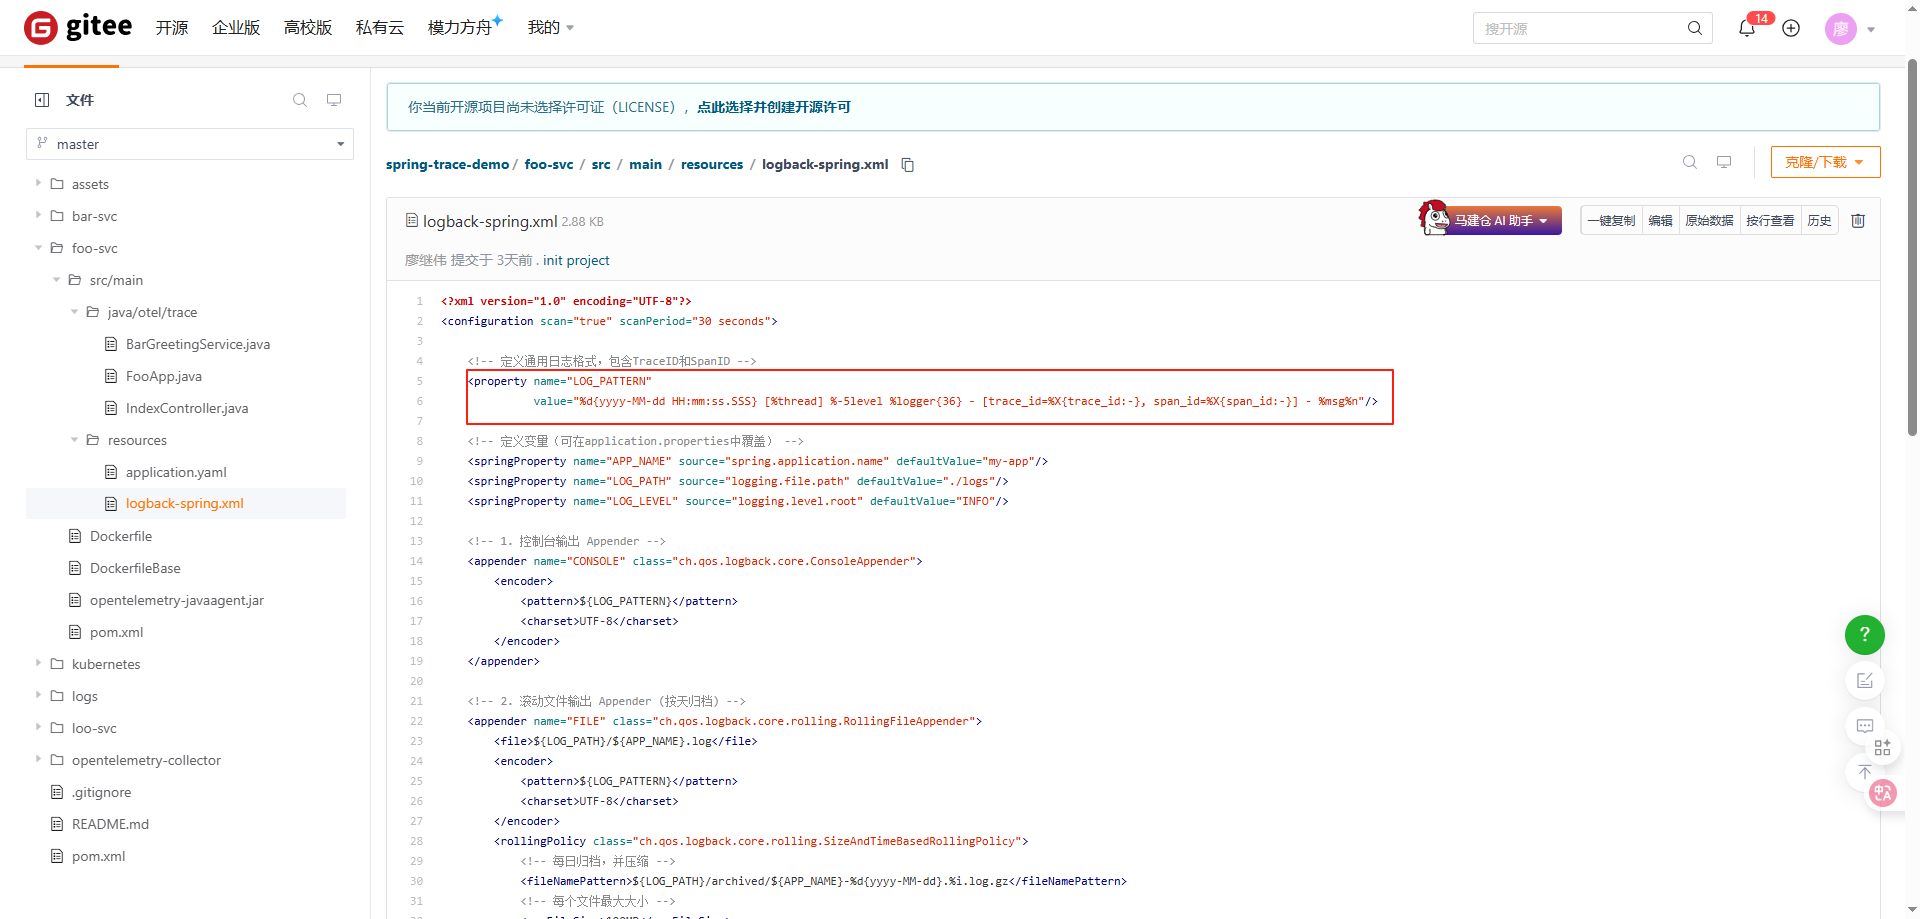 gitee 开源 企业版 高校版 私有云 模力方舟 我的 搜开源 14 廖
文件
master
assets
bar-svc
foo-svc
src/main
java/otel/trace
BarGreetingService.java
FooApp.java
IndexController.java
resources
application.yaml
logback-spring.xml
Dockerfile
DockerfileBase
opentelemetry-javaagent.jar
pom.xml
kubernetes
logs
loo-svc
opentelemetry-collector
.gitignore
README.md
pom.xml
你当前开源项目尚未选择许可证（LICENSE），点此选择并创建开源许可
spring-trace-demo / foo-svc / src / main / resources / logback-spring.xml
克隆/下载
logback-spring.xml 2.88 KB
马建仓 AI 助手
一键复制 编辑 原始数据 按行查看 历史
廖继伟 提交于 3天前 . init project
1 <?xml version="1.0" encoding="UTF-8"?>
2 <configuration scan="true" scanPeriod="30 seconds">
3
4 <!-- 定义通用日志格式，包含TraceID和SpanID -->
5 <property name="LOG_PATTERN"
6 value="%d{yyyy-MM-dd HH:mm:ss.SSS} [%thread] %-5level %logger{36} - [trace_id=%X{trace_id:-}, span_id=%X{span_id:-}] - %msg%n"/>
7
8 <!-- 定义变量（可在application.properties中覆盖） -->
9 <springProperty name="APP_NAME" source="spring.application.name" defaultValue="my-app"/>
10 <springProperty name="LOG_PATH" source="logging.file.path" defaultValue="./logs"/>
11 <springProperty name="LOG_LEVEL" source="logging.level.root" defaultValue="INFO"/>
12
13 <!-- 1. 控制台输出 Appender -->
14 <appender name="CONSOLE" class="ch.qos.logback.core.ConsoleAppender">
15 <encoder>
16 <pattern>${LOG_PATTERN}</pattern>
17 <charset>UTF-8</charset>
18 </encoder>
19 </appender>
20
21 <!-- 2. 滚动文件输出 Appender（按天归档）-->
22 <appender name="FILE" class="ch.qos.logback.core.rolling.RollingFileAppender">
23 <file>${LOG_PATH}/${APP_NAME}.log</file>
24 <encoder>
25 <pattern>${LOG_PATTERN}</pattern>
26 <charset>UTF-8</charset>
27 </encoder>
28 <rollingPolicy class="ch.qos.logback.core.rolling.SizeAndTimeBasedRollingPolicy">
29 <!-- 每日归档，并压缩 -->
30 <fileNamePattern>${LOG_PATH}/archived/${APP_NAME}-%d{yyyy-MM-dd}.%i.log.gz</fileNamePattern>
31 <!-- 每个文件最大大小 -->
?